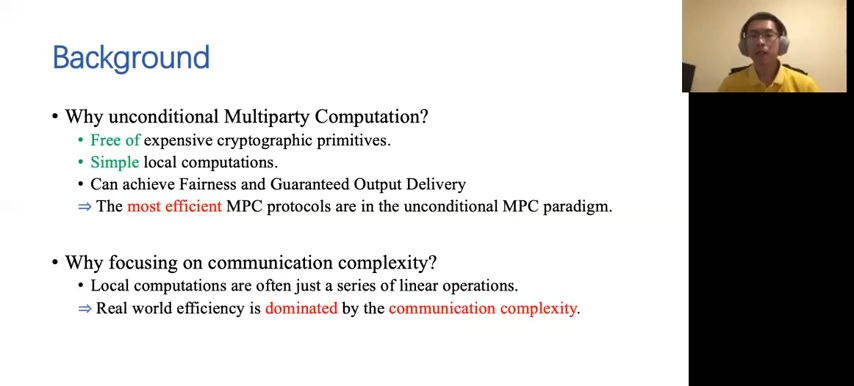 Background
• Why unconditional Multiparty Computation?
• Free of expensive cryptographic primitives.
• Simple local computations.
• Can achieve Fairness and Guaranteed Output Delivery
⇒ The most efficient MPC protocols are in the unconditional MPC paradigm.
• Why focusing on communication complexity?
• Local computations are often just a series of linear operations.
⇒ Real world efficiency is dominated by the communication complexity.